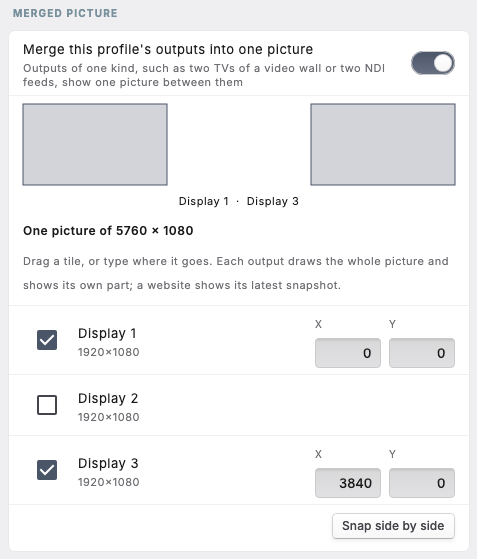 MERGED PICTURE
Merge this profile's outputs into one picture
Outputs of one kind, such as two TVs of a video wall or two NDI
feeds, show one picture between them
Display 1 · Display 3
One picture of 5760 × 1080
Drag a tile, or type where it goes. Each output draws the whole picture and
shows its own part; a website shows its latest snapshot.
Display 1
1920×1080
X
Y
0
0
Display 2
1920×1080
Display 3
1920×1080
X
Y
3840
0
Snap side by side